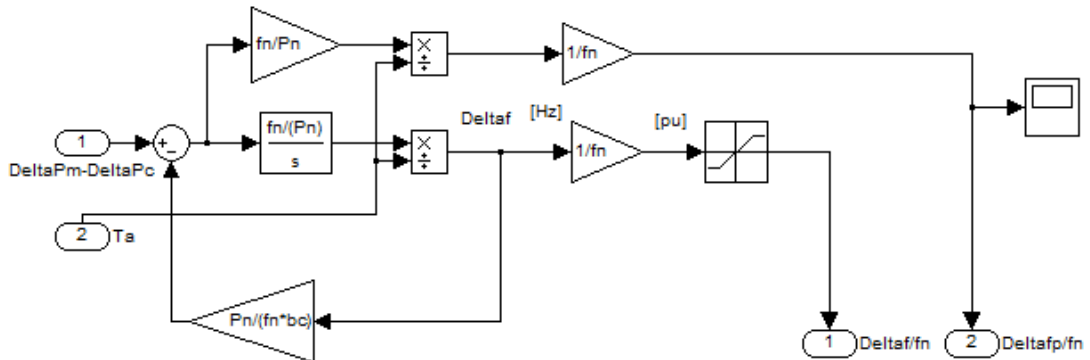 fn/Pn
×
÷
1/fn
1
DeltaPm-DeltaPc
+
−
fn/(Pn)
s
×
÷
Deltaf
[Hz]
1/fn
[pu]
2
Ta
Pn/(fn*bc)
1
Deltaf/fn
2
Deltafp/fn